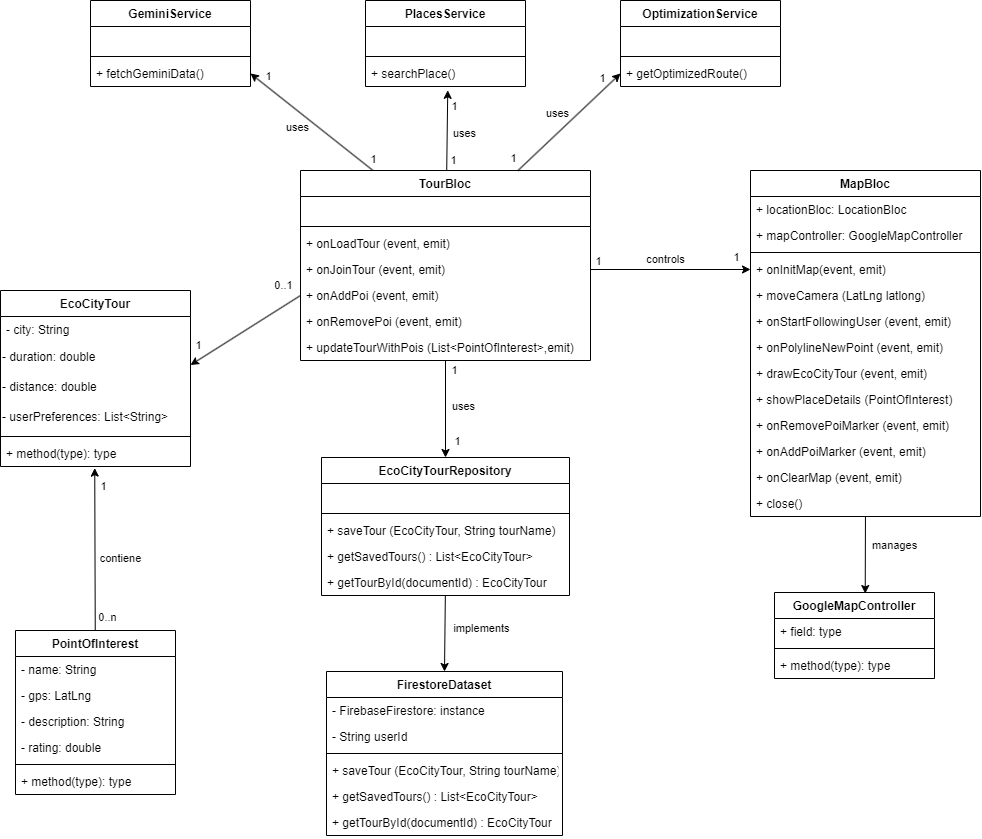 GeminiService
+ fetchGeminiData()
PlacesService
+ searchPlace()
OptimizationService
+ getOptimizedRoute()
1
uses
1
1
uses
1
1
uses
1
TourBloc
+ onLoadTour (event, emit)
+ onJoinTour (event, emit)
+ onAddPoi (event, emit)
+ onRemovePoi (event, emit)
+ updateTourWithPois (List<PointOfInterest>,emit)
1
controls
1
MapBloc
+ locationBloc: LocationBloc
+ mapController: GoogleMapController
+ onInitMap(event, emit)
+ moveCamera (LatLng latlong)
+ onStartFollowingUser (event, emit)
+ onPolylineNewPoint (event, emit)
+ drawEcoCityTour (event, emit)
+ showPlaceDetails (PointOfInterest)
+ onRemovePoiMarker (event, emit)
+ onAddPoiMarker (event, emit)
+ onClearMap (event, emit)
+ close()
0..1
1
EcoCityTour
- city: String
- duration: double
- distance: double
- userPreferences: List<String>
+ method(type): type
1
uses
1
EcoCityTourRepository
+ saveTour (EcoCityTour, String tourName)
+ getSavedTours() : List<EcoCityTour>
+ getTourById(documentId) : EcoCityTour
1
contiene
0..n
manages
GoogleMapController
+ field: type
+ method(type): type
implements
PointOfInterest
- name: String
- gps: LatLng
- description: String
- rating: double
+ method(type): type
FirestoreDataset
- FirebaseFirestore: instance
- String userId
+ saveTour (EcoCityTour, String tourName)
+ getSavedTours() : List<EcoCityTour>
+ getTourById(documentId) : EcoCityTour